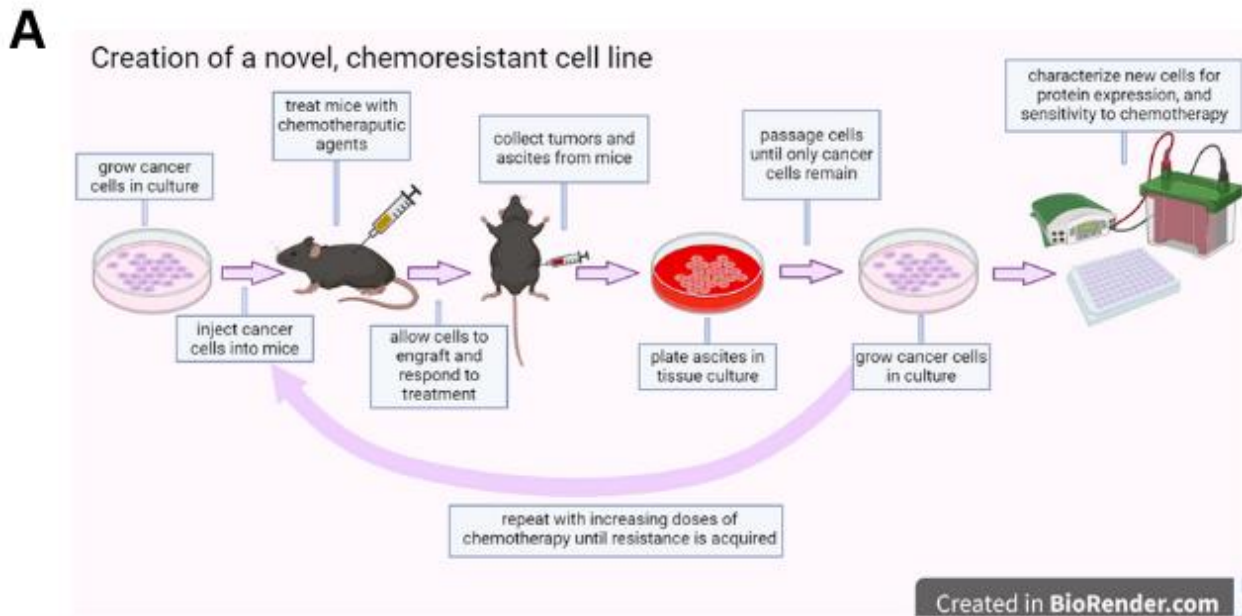 A
Creation of a novel, chemoresistant cell line
grow cancer
cells in culture
treat mice with
chemotheraputic
agents
collect tumors and
ascites from mice
passage cells
until only cancer
cells remain
characterize new cells for
protein expression, and
sensitivity to chemotherapy
inject cancer
cells into mice
allow cells to
engraft and
respond to
treatment
plate ascites in
tissue culture
grow cancer cells
in culture
repeat with increasing doses of
chemotherapy until resistance is acquired
Created in BioRender.com